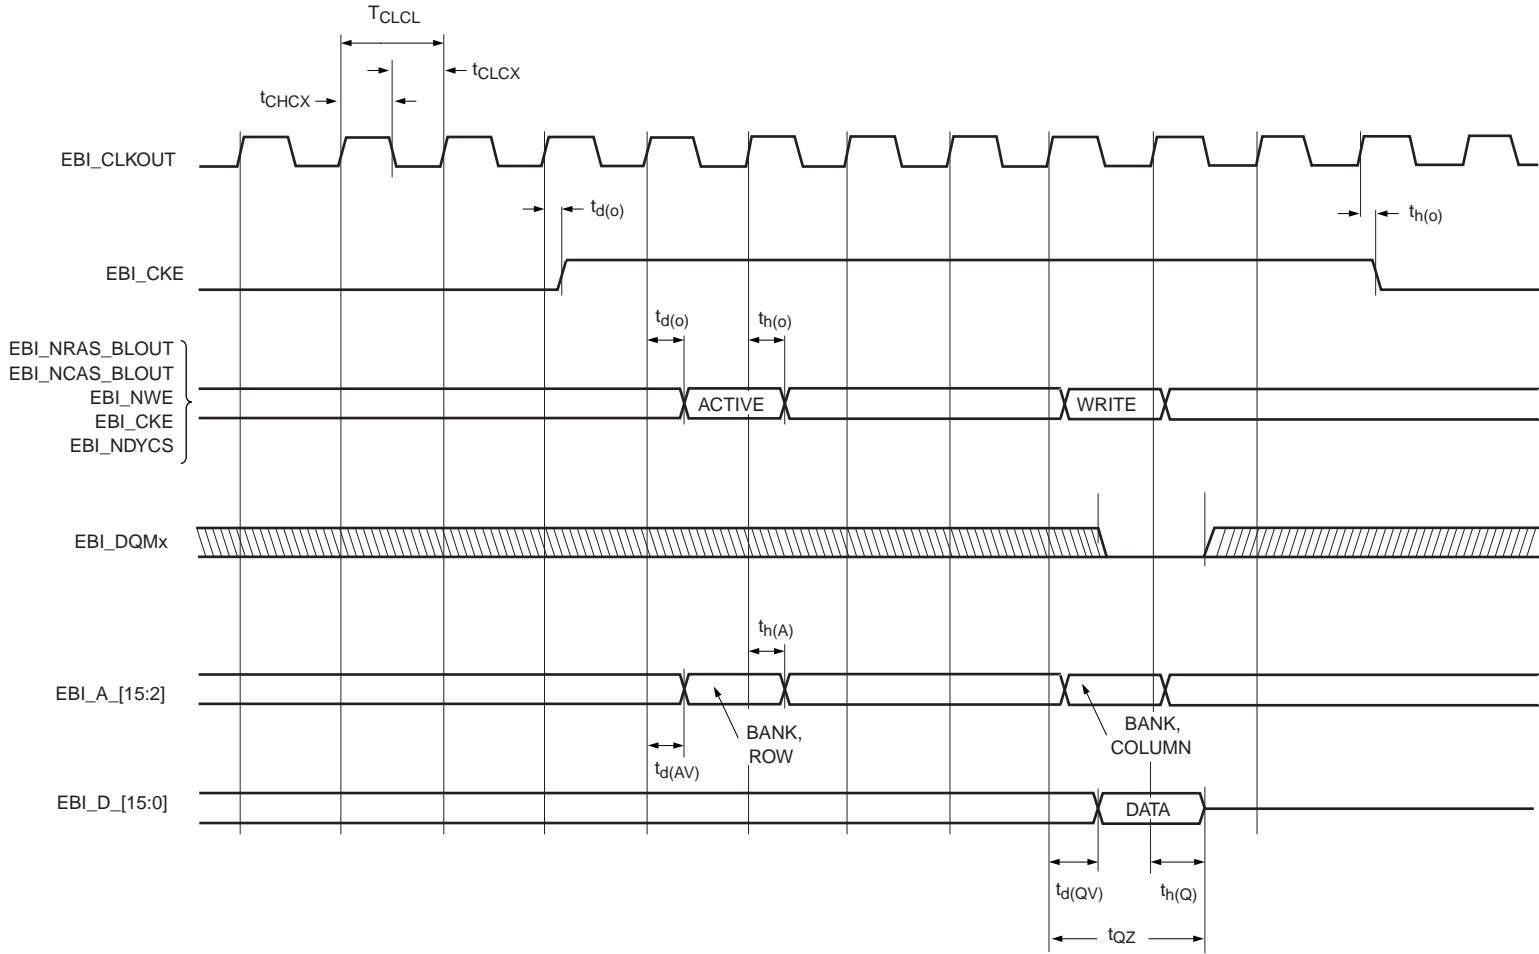 TCLCL
tCLCX
tCHCX
EBI_CLKOUT
td(o)
th(o)
EBI_CKE
td(o)
th(o)
EBI_NRAS_BLOUT
EBI_NCAS_BLOUT
EBI_NWE
EBI_CKE
EBI_NDYCS
ACTIVE
WRITE
EBI_DQMx
th(A)
EBI_A_[15:2]
BANK,
ROW
BANK,
COLUMN
td(AV)
EBI_D_[15:0]
DATA
td(QV)
th(Q)
tQZ